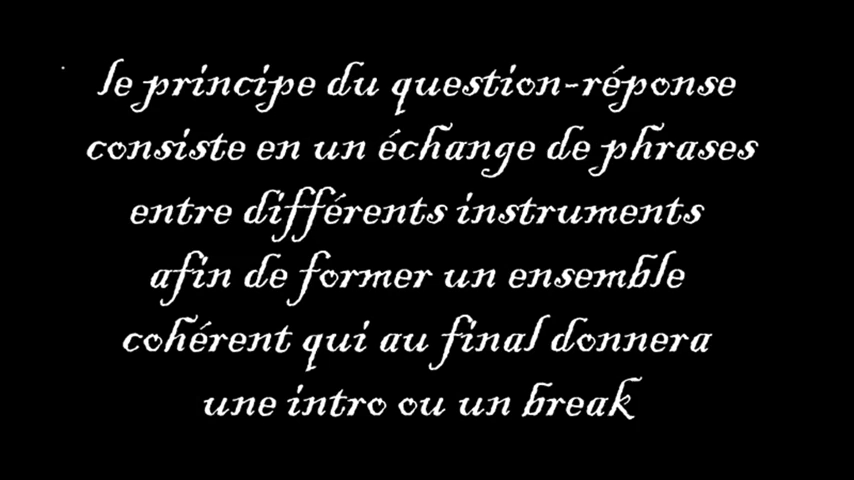 le principe du question-réponse
consiste en un échange de phrases
entre différents instruments
afin de former un ensemble
cohérent qui au final donnera
une intro ou un break